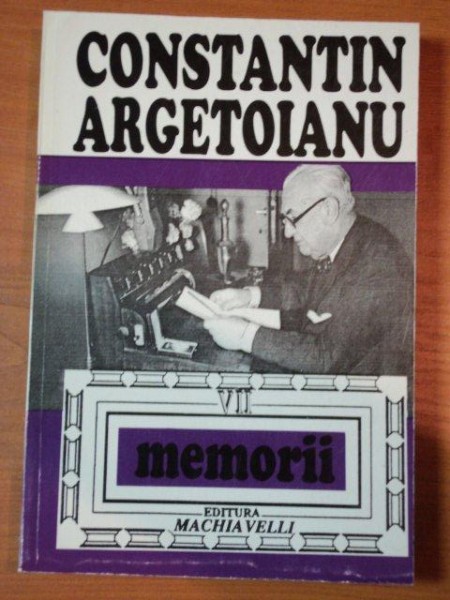 CONSTANTIN
ARGETOIANU
VII
memorii
EDITURA
MACHIAVELLI